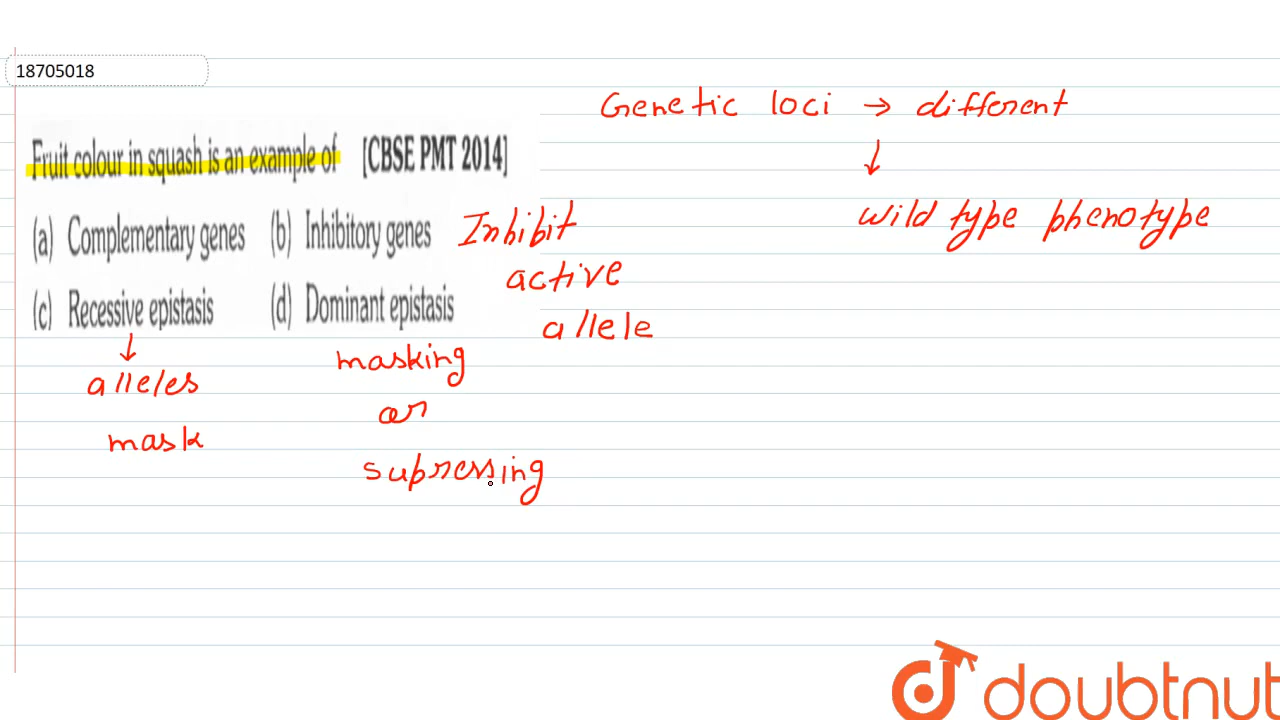 18705018
Fruit colour in squash is an example of [CBSE PMT 2014]
(a) Complementary genes (b) Inhibitory genes
(c) Recessive epistasis (d) Dominant epistasis
Genetic loci → different
↓
wild type phenotype
Inhibit
active
allele
↓
alleles
mask
masking
or
supressing
doubtnut